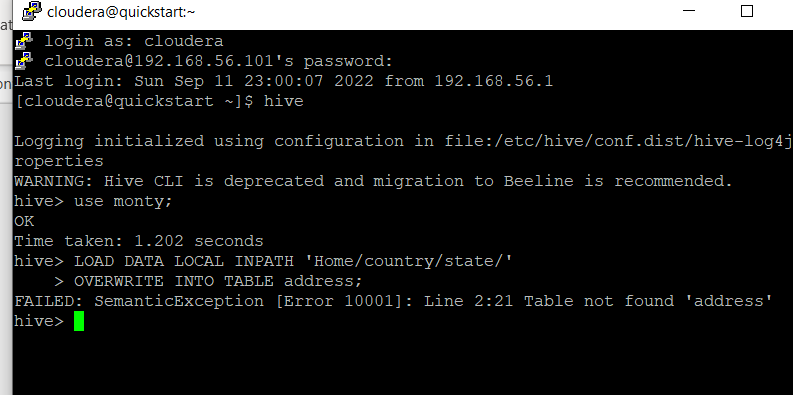 at
on
cloudera@quickstart:~
login as: cloudera
cloudera@192.168.56.101's password:
Last login: Sun Sep 11 23:00:07 2022 from 192.168.56.1
[cloudera@quickstart ~]$ hive
Logging initialized using configuration in file:/etc/hive/conf.dist/hive-log4j
roperties
WARNING: Hive CLI is deprecated and migration to Beeline is recommended.
hive> use monty;
OK
Time taken: 1.202 seconds
hive> LOAD DATA LOCAL INPATH 'Home/country/state/'
    > OVERWRITE INTO TABLE address;
FAILED: SemanticException [Error 10001]: Line 2:21 Table not found 'address'
hive>